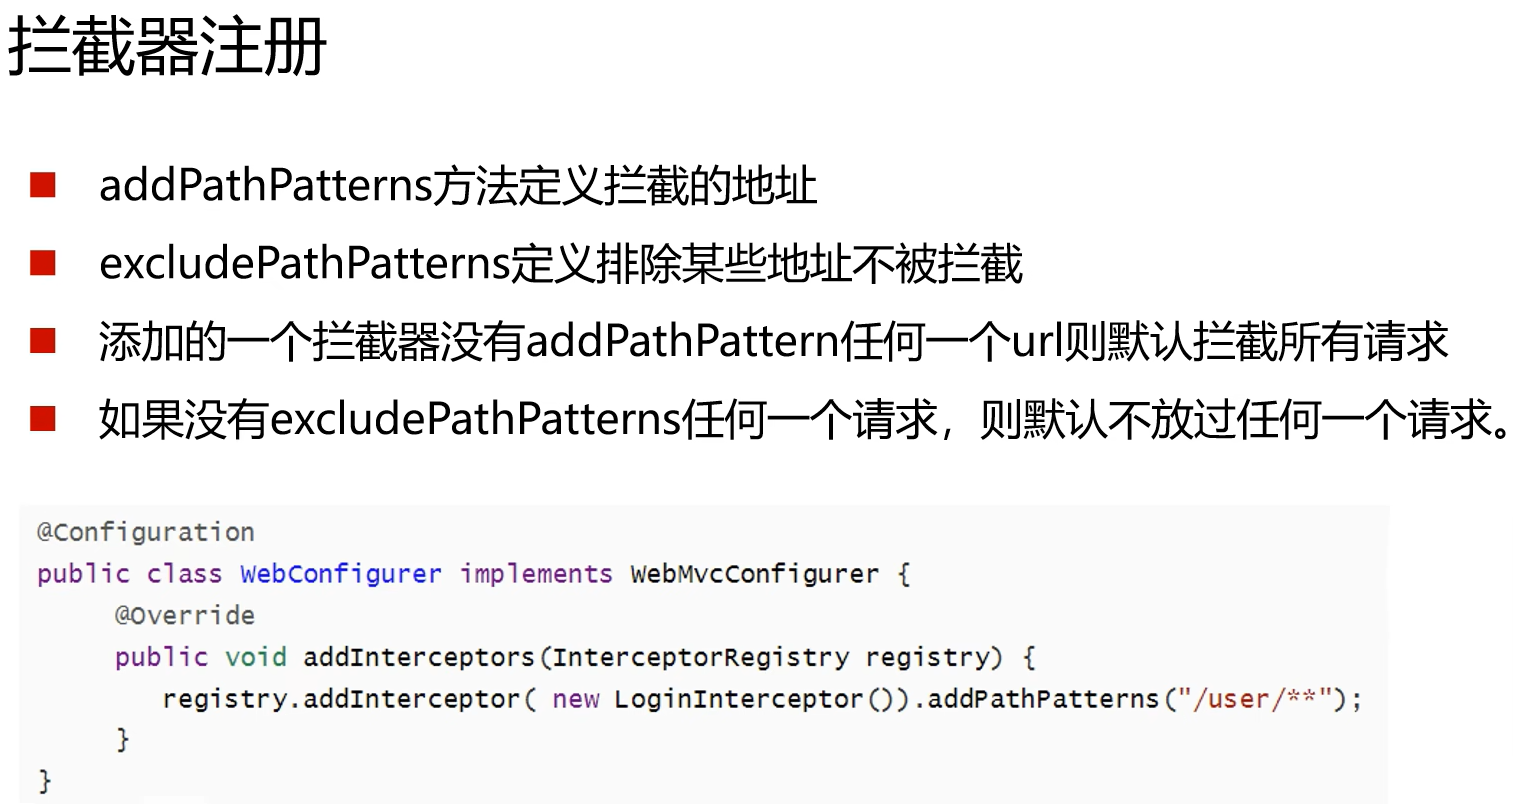 拦截器注册
addPathPatterns方法定义拦截的地址
excludePathPatterns定义排除某些地址不被拦截
添加的一个拦截器没有addPathPattern任何一个url则默认拦截所有请求
如果没有excludePathPatterns任何一个请求，则默认不放过任何一个请求。
@Configuration
public class WebConfigurer implements WebMvcConfigurer {
@Override
public void addInterceptors(InterceptorRegistry registry) {
registry.addInterceptor( new LoginInterceptor()).addPathPatterns("/user/**");
}
}